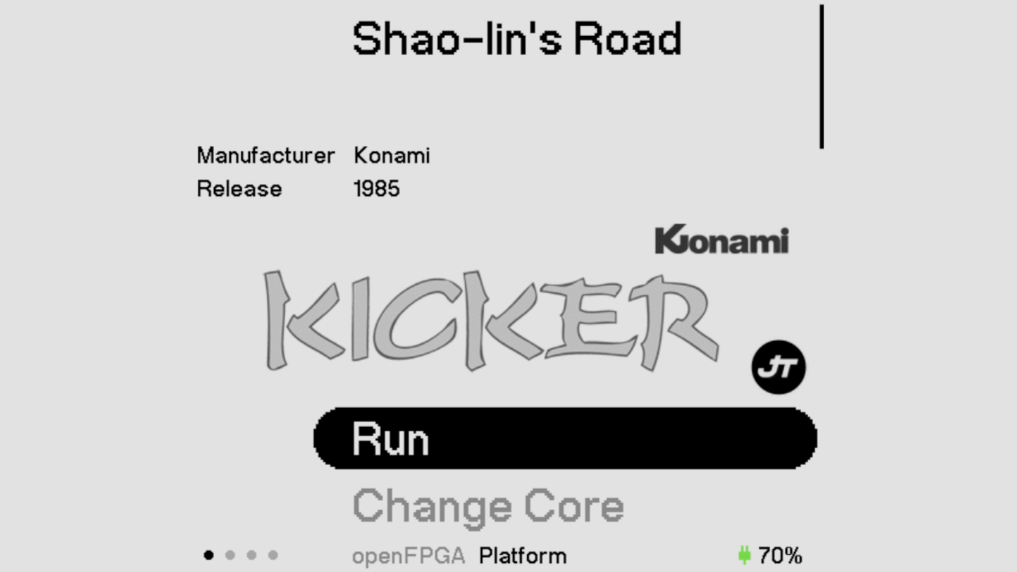 Shao-lin's Road
Manufacturer Konami
Release 1985
Konami
KICKER
JT
Run
Change Core
openFPGA Platform 70%